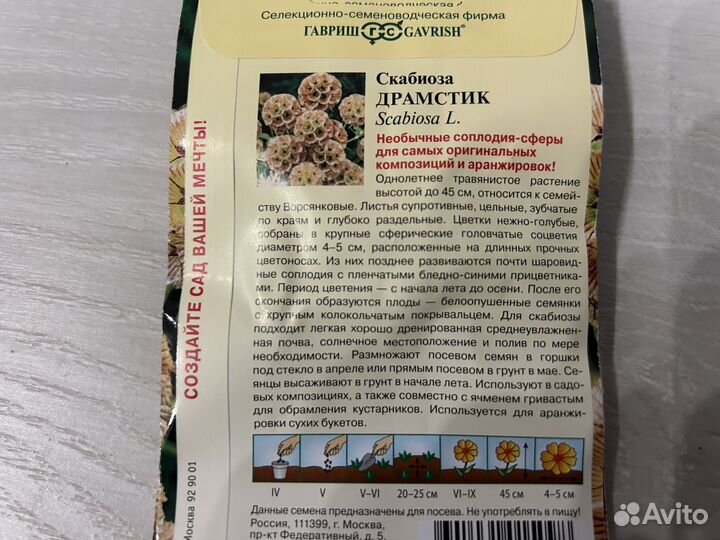 Селекционно-семеноводческая фирма
ГАВРИШ ГС GAVRISH®
СОЗДАЙТЕ САД ВАШЕЙ МЕЧТЫ!
Скабиоза
ДРАМСТИК
Scabiosa L.
Необычные соплодия-сферы
для самых оригинальных
композиций и аранжировок!
Однолетнее травянистое растение
высотой до 45 см, относится к семей-
ству Ворсянковые. Листья супротивные, цельные, зубчатые
по краям и глубоко раздельные. Цветки нежно-голубые,
собраны в крупные сферические головчатые соцветия
диаметром 4–5 см, расположенные на длинных прочных
цветоносах. Из них позднее развиваются почти шаровид-
ные соплодия с пленчатыми бледно-синими прицветника-
ми. Период цветения — с начала лета до осени. После его
окончания образуются плоды — белоопушенные семянки
с крупным колокольчатым покрывальцем. Для скабиозы
подходит легкая хорошо дренированная среднеувлажнен-
ная почва, солнечное местоположение и полив по мере
необходимости. Размножают посевом семян в горшки
под стекло в апреле или прямым посевом в грунт в мае. Се-
янцы высаживают в грунт в начале лета. Используют в садо-
вых композициях, а также совместно с ячменем гривастым
для обрамления кустарников. Используется для аранжи-
ровки сухих букетов.
IV V V–VI 20–25 см VI–IX 45 см 4–5 см
Данные семена предназначены для посева. Не употреблять в пищу!
Россия, 111399, г. Москва,
пр-кт Федеративный, д. 5,
Москва 92 90 01
Avito